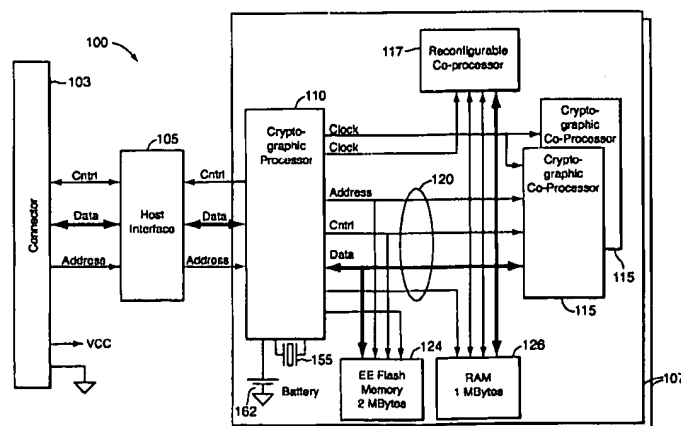 100
103
Connector
Cntrl
Data
Address
VCC
105
Host
Interface
Cntrl
Data
Address
110
Crypto-
graphic
Processor
Clock
Clock
Address
Cntrl
Data
120
117
Reconfigurable
Co-processor
Crypto-
graphic
Co-Processor
Crypto-
graphic
Co-Processor
115
115
155
162
Battery
124
EE Flash
Memory
2 MBytes
126
RAM
1 MBytes
107